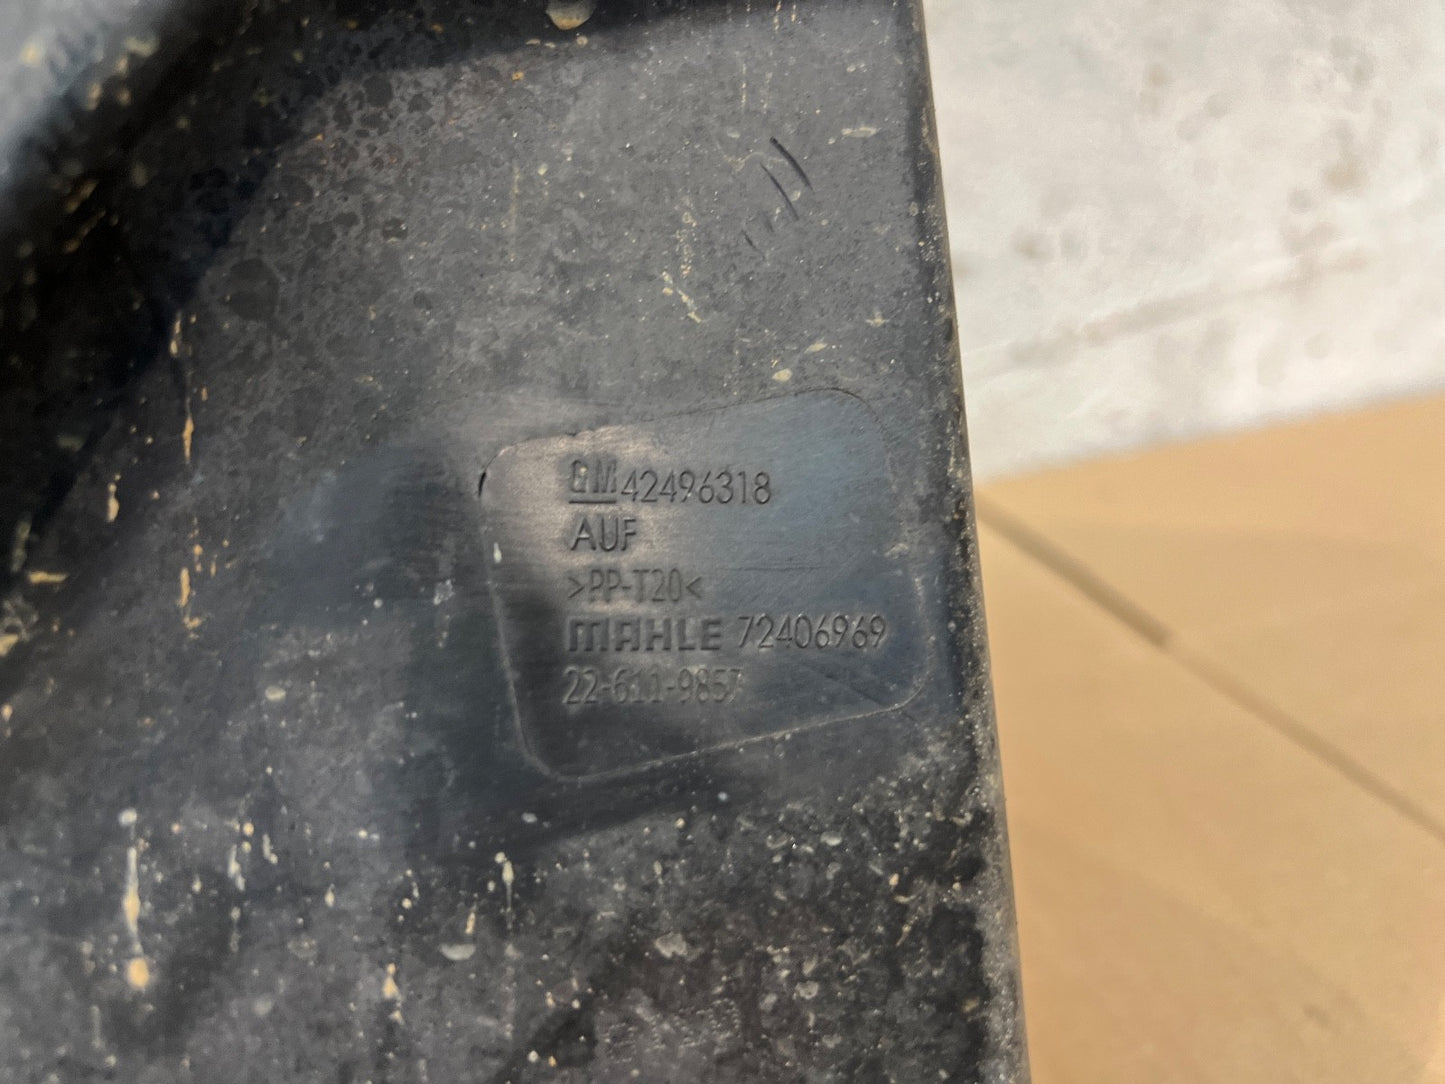 GM 42496318
AUF
>PP-T20<
MAHLE 72406969
22-611-9857